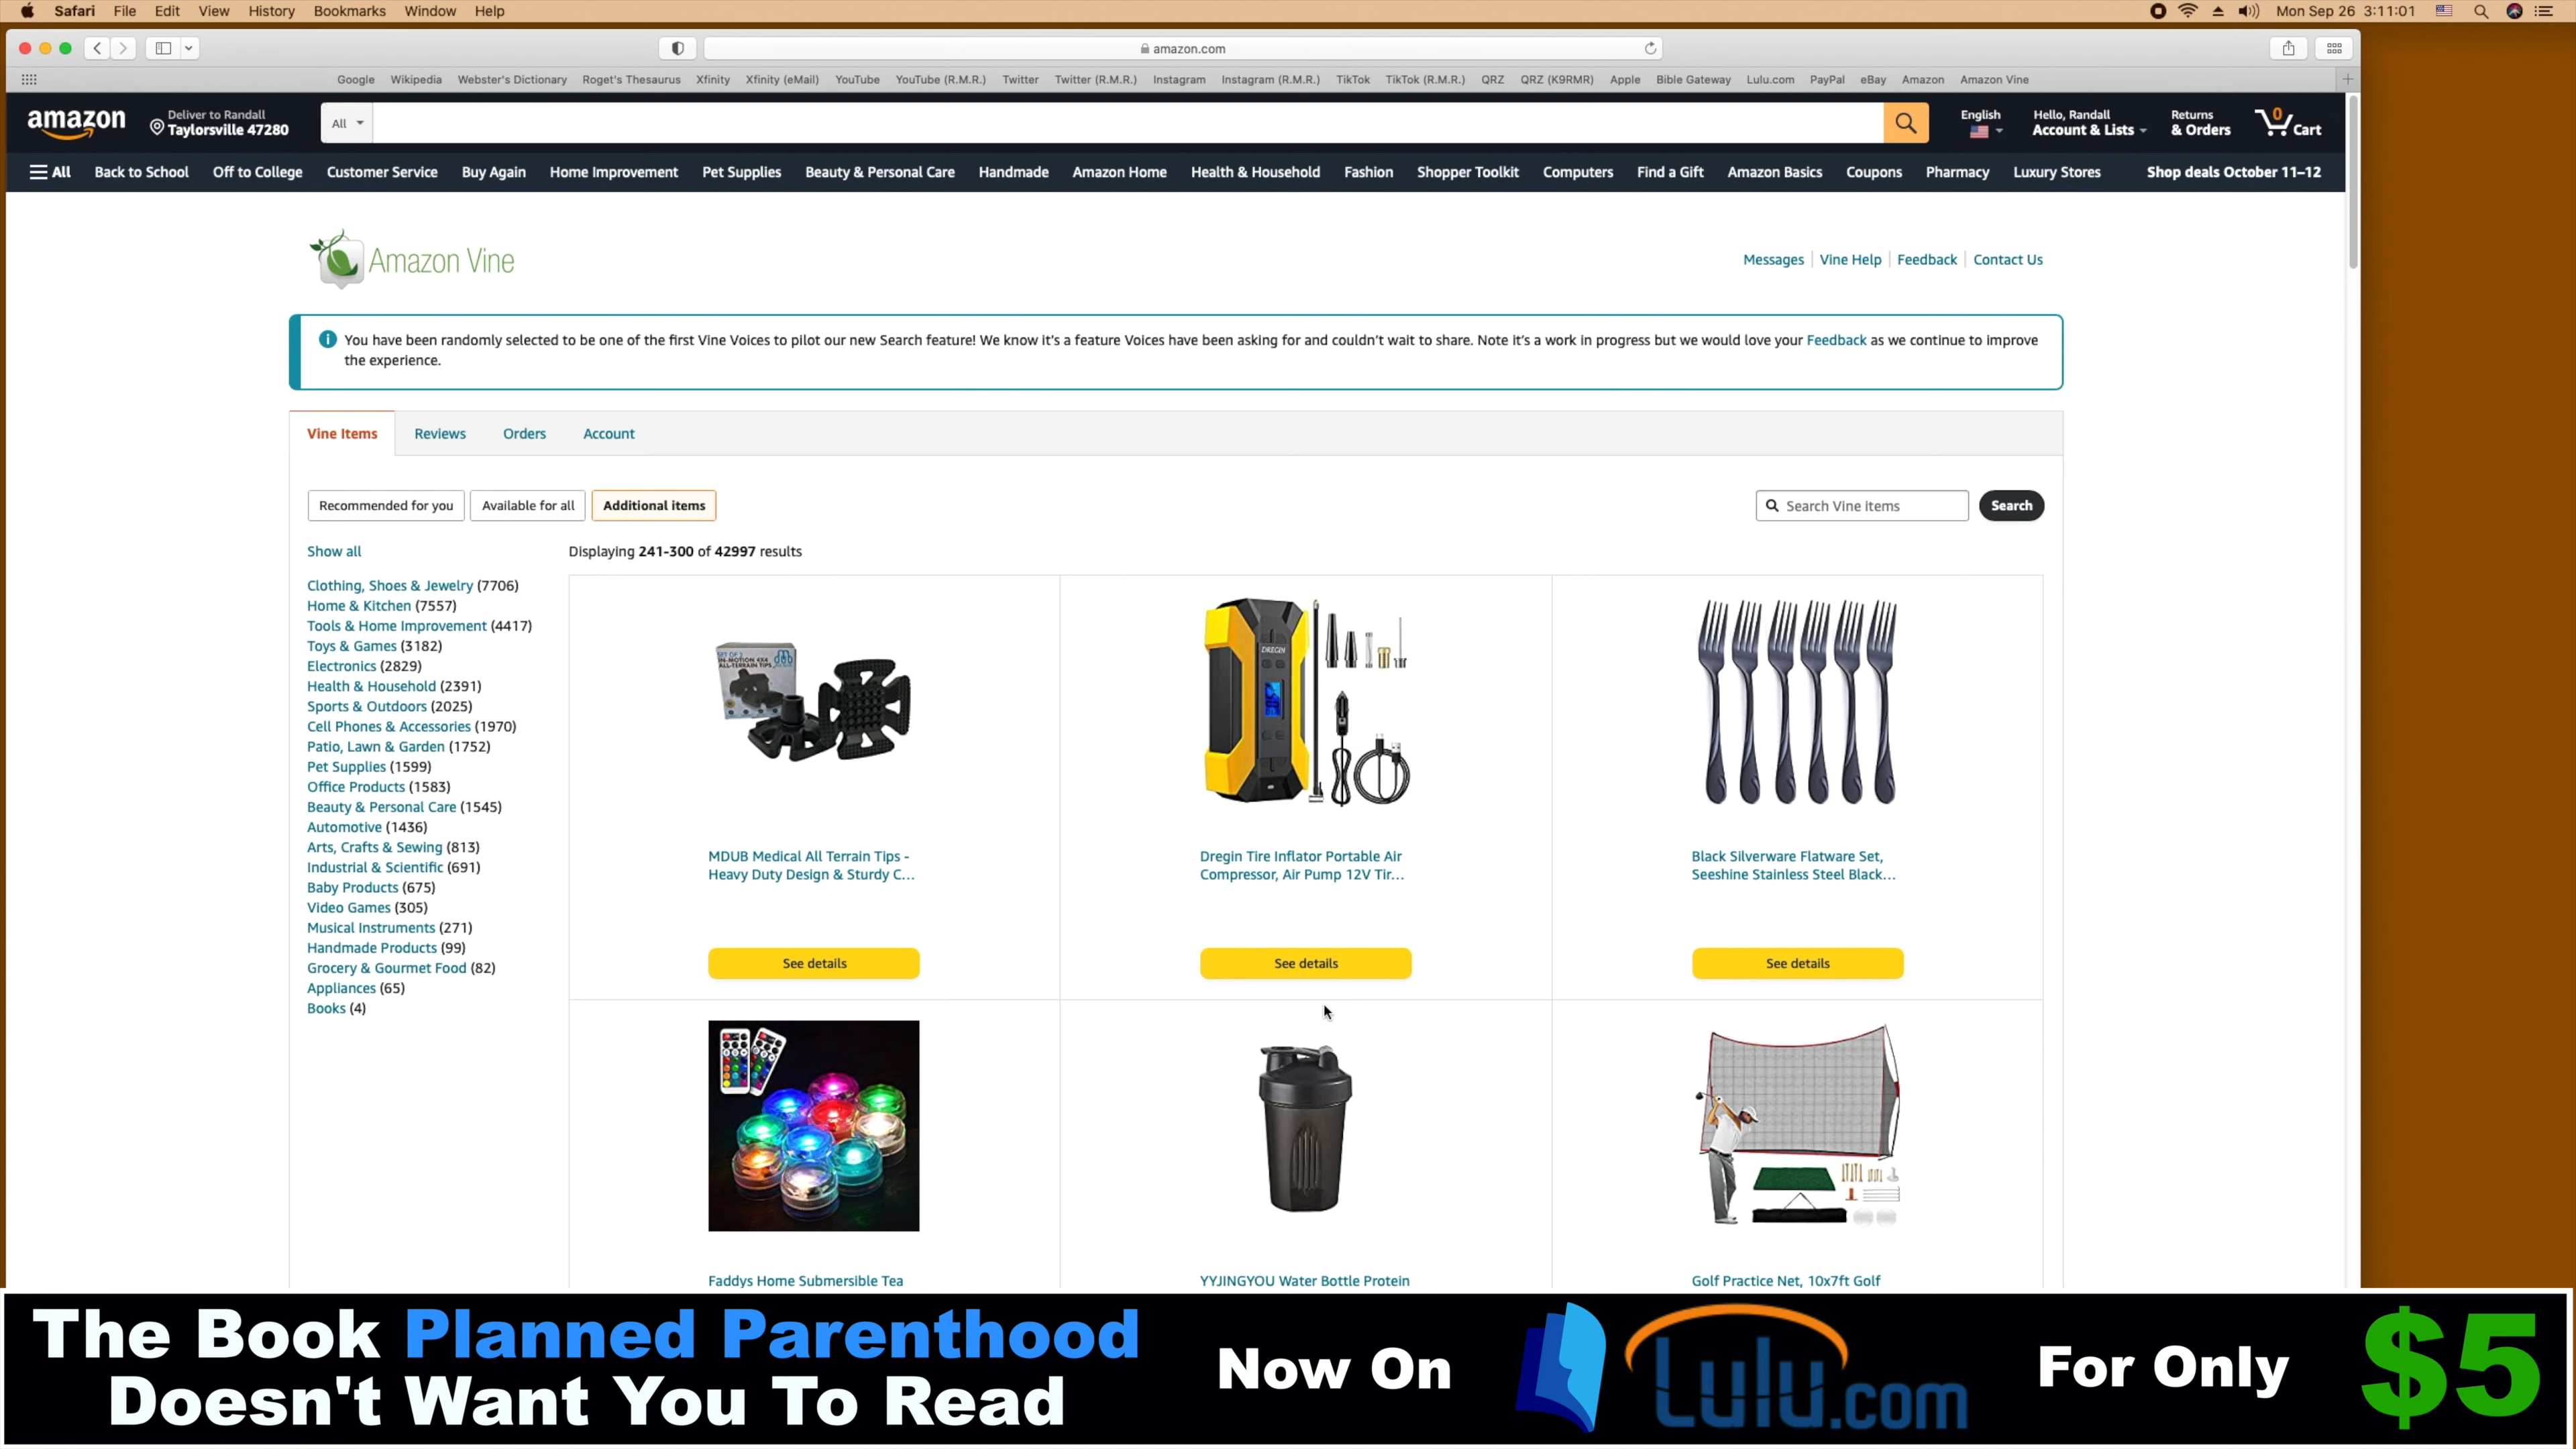 Safari File Edit View History Bookmarks Window Help
Mon Sep 26 3:11:01
amazon.com
Google Wikipedia Webster's Dictionary Roget's Thesaurus Xfinity Xfinity (eMail) YouTube YouTube (R.M.R.) Twitter Twitter (R.M.R.) Instagram Instagram (R.M.R.) TikTok TikTok (R.M.R.) QRZ QRZ (K9RMR) Apple Bible Gateway Lulu.com PayPal eBay Amazon Amazon Vine
amazon
Deliver to Randall
Taylorsville 47280
All
English
Hello, Randall
Account & Lists
Returns
& Orders
0
Cart
All Back to School Off to College Customer Service Buy Again Home Improvement Pet Supplies Beauty & Personal Care Handmade Amazon Home Health & Household Fashion Shopper Toolkit Computers Find a Gift Amazon Basics Coupons Pharmacy Luxury Stores Shop deals October 11–12
Amazon Vine
Messages Vine Help Feedback Contact Us
You have been randomly selected to be one of the first Vine Voices to pilot our new Search feature! We know it's a feature Voices have been asking for and couldn't wait to share. Note it's a work in progress but we would love your Feedback as we continue to improve
the experience.
Vine Items Reviews Orders Account
Recommended for you Available for all Additional items
Search Vine items Search
Show all
Displaying 241-300 of 42997 results
Clothing, Shoes & Jewelry (7706)
Home & Kitchen (7557)
Tools & Home Improvement (4417)
Toys & Games (3182)
Electronics (2829)
Health & Household (2391)
Sports & Outdoors (2025)
Cell Phones & Accessories (1970)
Patio, Lawn & Garden (1752)
Pet Supplies (1599)
Office Products (1583)
Beauty & Personal Care (1545)
Automotive (1436)
Arts, Crafts & Sewing (813)
Industrial & Scientific (691)
Baby Products (675)
Video Games (305)
Musical Instruments (271)
Handmade Products (99)
Grocery & Gourmet Food (82)
Appliances (65)
Books (4)
SET OF 2
IN-MOTION 4X4
ALL-TERRAIN TIPS
DREGIN
MDUB Medical All Terrain Tips -
Heavy Duty Design & Sturdy C...
See details
Dregin Tire Inflator Portable Air
Compressor, Air Pump 12V Tir...
See details
Black Silverware Flatware Set,
Seeshine Stainless Steel Black...
See details
Faddys Home Submersible Tea
YYJINGYOU Water Bottle Protein
Golf Practice Net, 10x7ft Golf
The Book Planned Parenthood
Doesn't Want You To Read
Now On
Lulu.com
For Only
$5